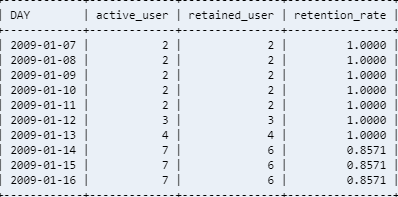 | DAY | active_user | retained_user | retention_rate |
| 2009-01-07 | 2 | 2 | 1.0000 |
| 2009-01-08 | 2 | 2 | 1.0000 |
| 2009-01-09 | 2 | 2 | 1.0000 |
| 2009-01-10 | 2 | 2 | 1.0000 |
| 2009-01-11 | 2 | 2 | 1.0000 |
| 2009-01-12 | 3 | 3 | 1.0000 |
| 2009-01-13 | 4 | 4 | 1.0000 |
| 2009-01-14 | 7 | 6 | 0.8571 |
| 2009-01-15 | 7 | 6 | 0.8571 |
| 2009-01-16 | 7 | 6 | 0.8571 |